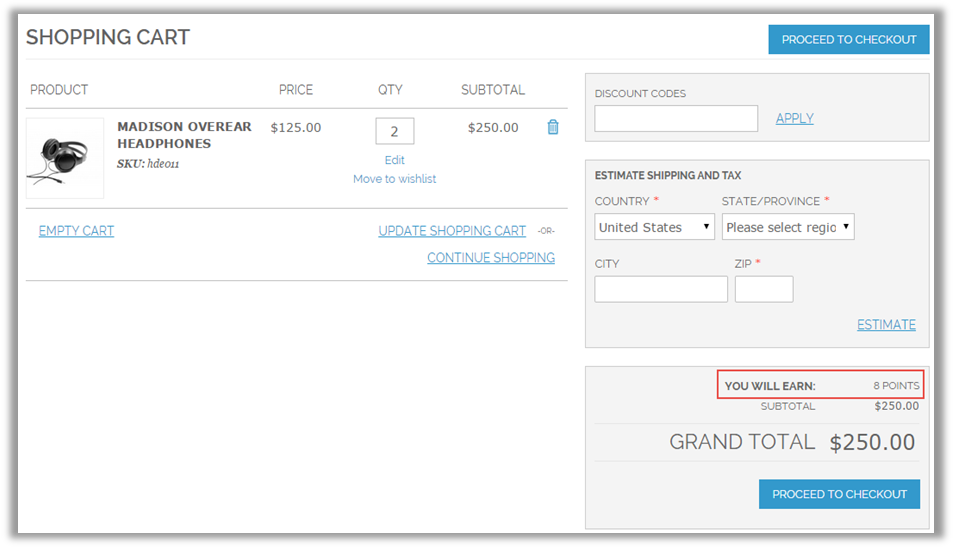 SHOPPING CART
PROCEED TO CHECKOUT
PRODUCT PRICE QTY SUBTOTAL
MADISON OVEREAR
HEADPHONES
SKU: hde011
$125.00
2
Edit
Move to wishlist
$250.00
EMPTY CART
UPDATE SHOPPING CART -OR-
CONTINUE SHOPPING
DISCOUNT CODES
APPLY
ESTIMATE SHIPPING AND TAX
COUNTRY * STATE/PROVINCE *
United States Please select regio
CITY ZIP *
ESTIMATE
YOU WILL EARN: 8 POINTS
SUBTOTAL $250.00
GRAND TOTAL $250.00
PROCEED TO CHECKOUT